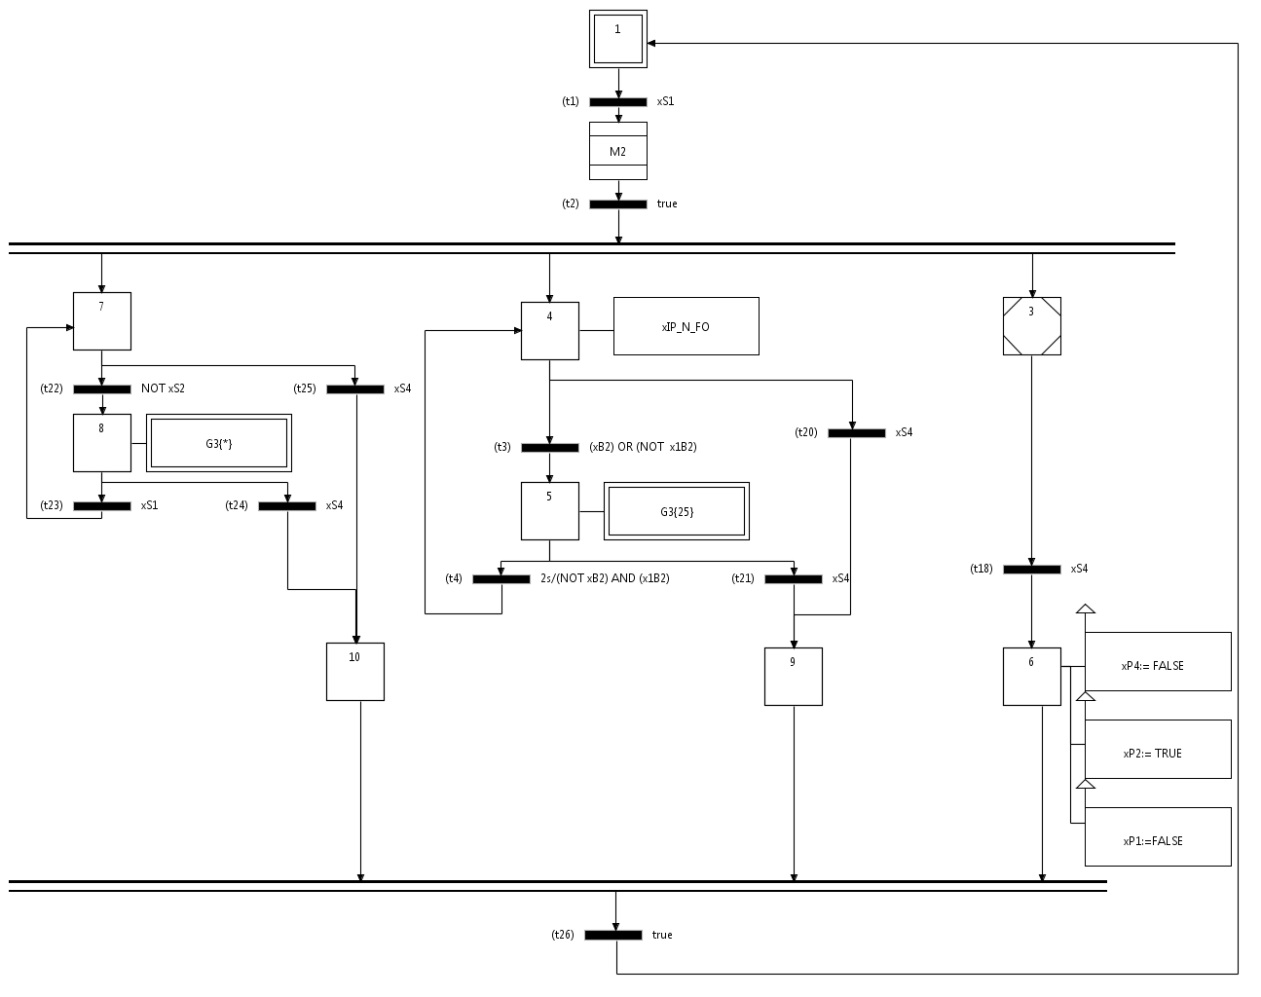 1
(t1) xS1
M2
(t2) true
7
4
xIP_N_FO
3
(t22) NOT xS2
(t25) xS4
8
G3{*}
(t20) xS4
(t3) (xB2) OR (NOT x1B2)
(t23) xS1
(t24) xS4
5
G3{25}
(t4) 2s/(NOT xB2) AND (x1B2)
(t21) xS4
(t18) xS4
10
9
6
xP4:= FALSE
xP2:= TRUE
xP1:=FALSE
(t26) true